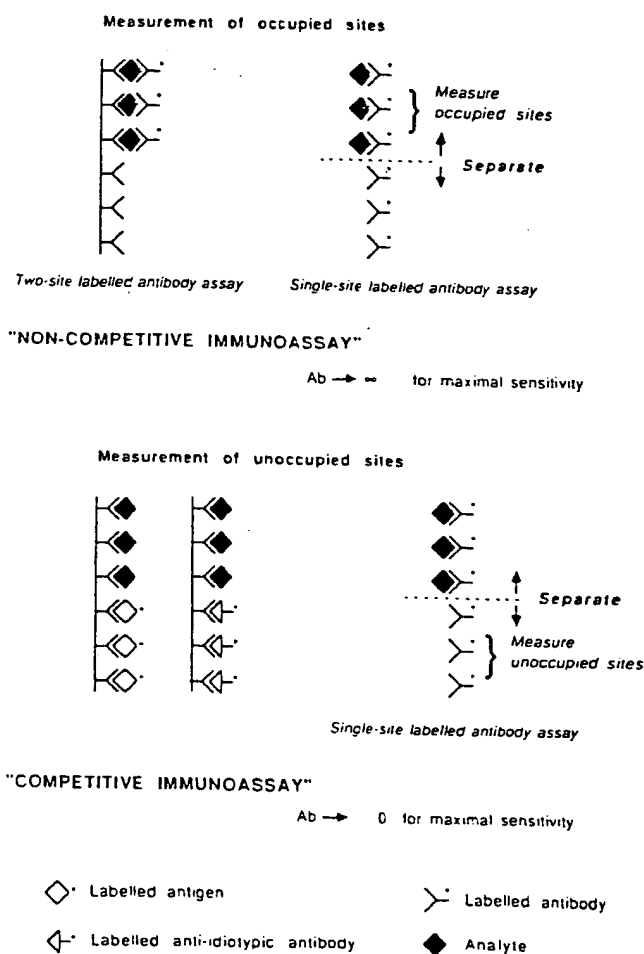 Measurement of occupied sites
Measure
occupied sites
Separate
Two-site labelled antibody assay
Single-site labelled antibody assay
"NON-COMPETITIVE IMMUNOASSAY"
Ab → ∞ for maximal sensitivity
Measurement of unoccupied sites
Separate
Measure
unoccupied sites
Single-site labelled antibody assay
"COMPETITIVE IMMUNOASSAY"
Ab → 0 for maximal sensitivity
Labelled antigen
Labelled antibody
Labelled anti-idiotypic antibody
Analyte